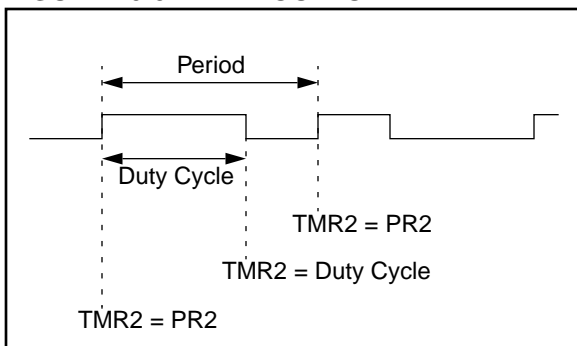 Period
Duty Cycle
TMR2 = PR2
TMR2 = Duty Cycle
TMR2 = PR2